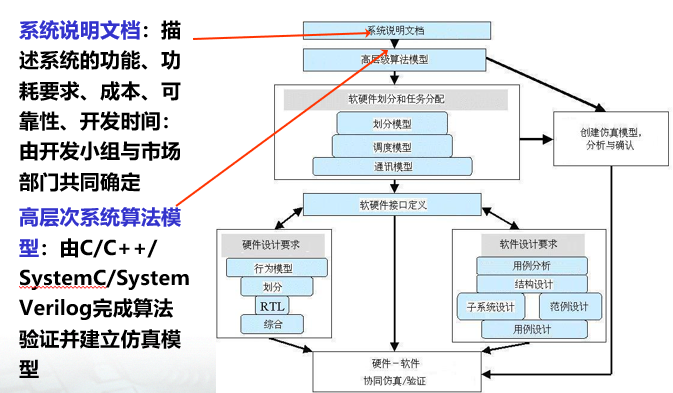 系统说明文档：描
述系统的功能、功
耗要求、成本、可
靠性、开发时间：
由开发小组与市场
部门共同确定
高层次系统算法模
型：由C/C++/
SystemC/System
Verilog完成算法
验证并建立仿真模
型
系统说明文档
高层级算法模型
软硬件划分和任务分配
划分模型
调度模型
通讯模型
创建仿真模型，
分析与确认
软硬件接口定义
硬件设计要求
行为模型
划分
RTL
综合
软件设计要求
用例分析
结构设计
子系统设计
范例设计
用例设计
硬件－软件
协同仿真/验证